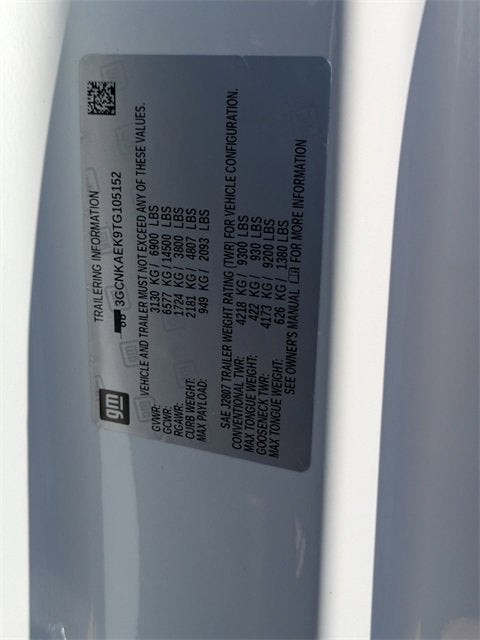 gm
TRAILERING INFORMATION
3GCNKAEK9TG105152
VEHICLE AND TRAILER MUST NOT EXCEED ANY OF THESE VALUES.
GVWR: 3130 KG / 6900 LBS
GCWR: 6577 KG / 14500 LBS
RGAWR: 1724 KG / 3800 LBS
CURB WEIGHT: 2181 KG / 4807 LBS
MAX PAYLOAD: 949 KG / 2093 LBS
SAE J2807 TRAILER WEIGHT RATING (TWR) FOR VEHICLE CONFIGURATION.
CONVENTIONAL TWR: 4218 KG / 9300 LBS
MAX TONGUE WEIGHT: 422 KG / 930 LBS
GOOSENECK TWR: 4173 KG / 9200 LBS
MAX TONGUE WEIGHT: 626 KG / 1380 LBS
SEE OWNER'S MANUAL FOR MORE INFORMATION